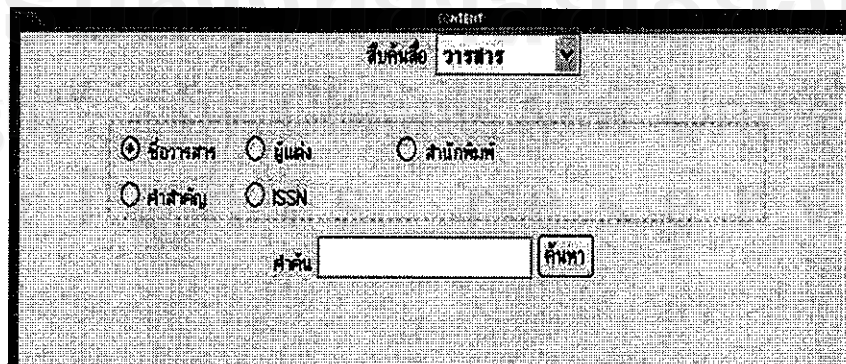 CONTENT
สืบค้นสื่อ วารสาร
ชื่อวารสาร ผู้แต่ง สำนักพิมพ์
คำสำคัญ ISSN
คำค้น ค้นหา